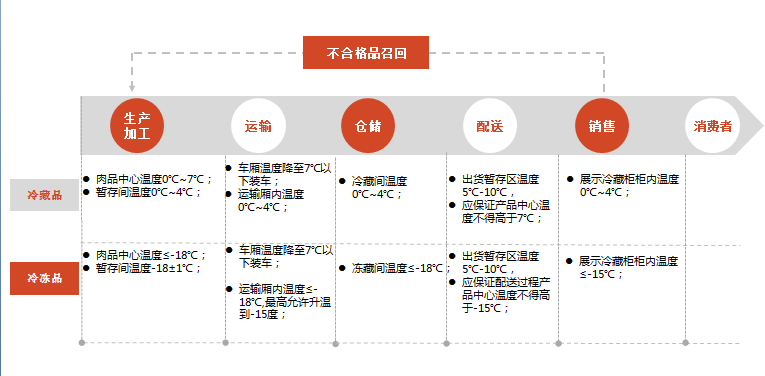 不合格品召回
生产
加工
运输
仓储
配送
销售
消费者
冷藏品
● 肉品中心温度0℃~7℃；
● 暂存间温度0℃~4℃；
● 车厢温度降至7℃以
下装车；
● 运输厢内温度
0℃~4℃；
● 冷藏间温度
0℃~4℃；
● 出货暂存区温度
5℃-10℃，
● 应保证产品中心温
度不得高于7℃；
● 展示冷藏柜柜内温度
0℃~4℃；
冷冻品
● 肉品中心温度≤-18℃；
● 暂存间温度-18±1℃；
● 车厢温度降至7℃以
下装车；
● 运输厢内温度≤-
18℃,最高允许升温
到-15度；
● 冻藏间温度≤-18℃；
● 出货暂存区温度
5℃-10℃，
● 应保证配送过程产
品中心温度不得高
于-15℃；
● 展示冷藏柜柜内温度
≤-15℃；